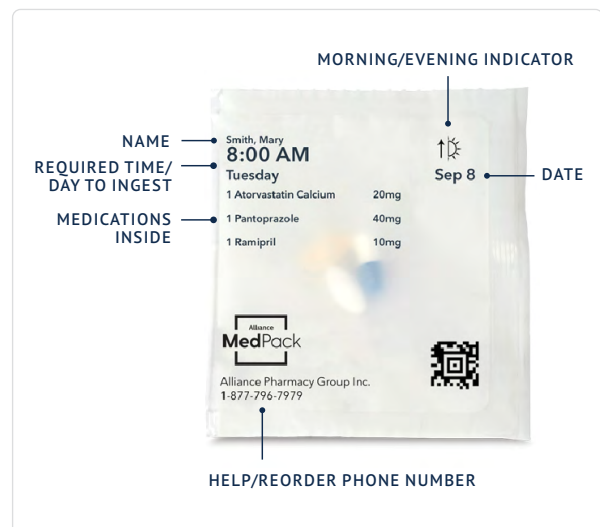 MORNING/EVENING INDICATOR
NAME
REQUIRED TIME/
DAY TO INGEST
MEDICATIONS
INSIDE
Smith, Mary
8:00 AM
Tuesday
Sep 8
DATE
1 Atorvastatin Calcium 20mg
1 Pantoprazole 40mg
1 Ramipril 10mg
Alliance
MedPack
Alliance Pharmacy Group Inc.
1-877-796-7979
HELP/REORDER PHONE NUMBER